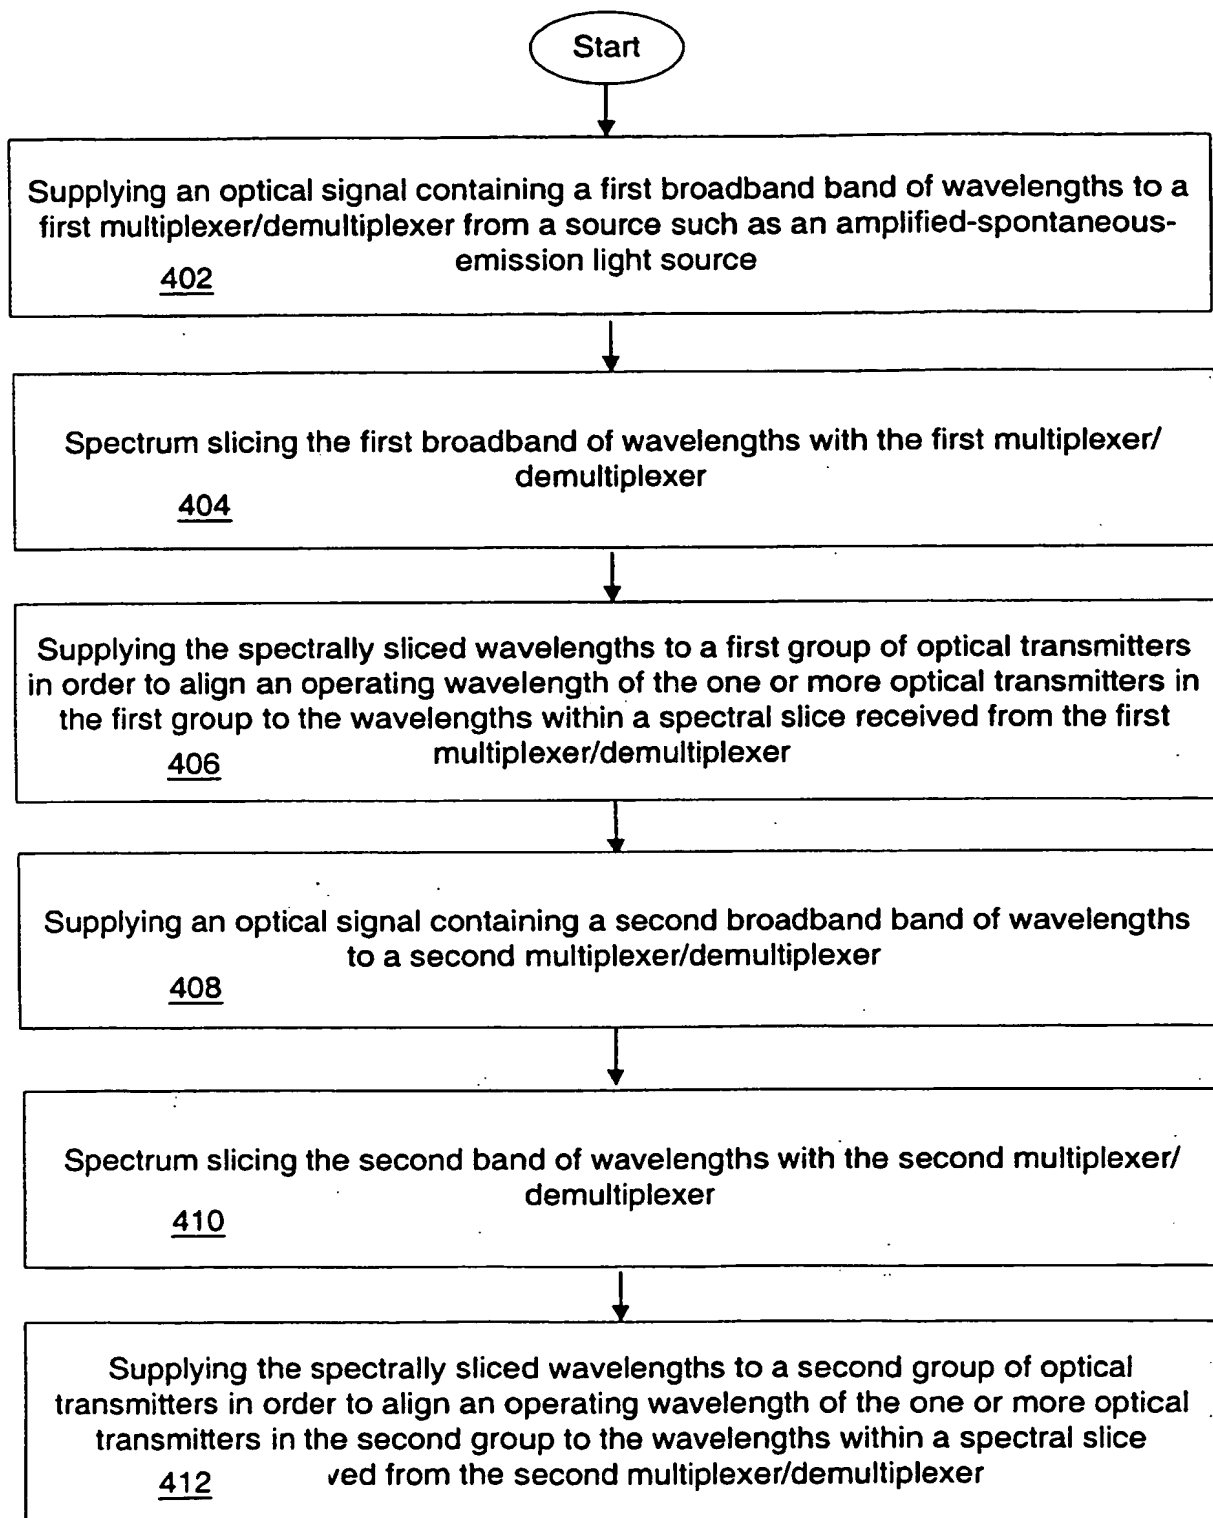 Start
Supplying an optical signal containing a first broadband band of wavelengths to a
first multiplexer/demultiplexer from a source such as an amplified-spontaneous-
emission light source
402
Spectrum slicing the first broadband of wavelengths with the first multiplexer/
demultiplexer
404
Supplying the spectrally sliced wavelengths to a first group of optical transmitters
in order to align an operating wavelength of the one or more optical transmitters in
the first group to the wavelengths within a spectral slice received from the first
multiplexer/demultiplexer
406
Supplying an optical signal containing a second broadband band of wavelengths
to a second multiplexer/demultiplexer
408
Spectrum slicing the second band of wavelengths with the second multiplexer/
demultiplexer
410
Supplying the spectrally sliced wavelengths to a second group of optical
transmitters in order to align an operating wavelength of the one or more optical
transmitters in the second group to the wavelengths within a spectral slice
ved from the second multiplexer/demultiplexer
412